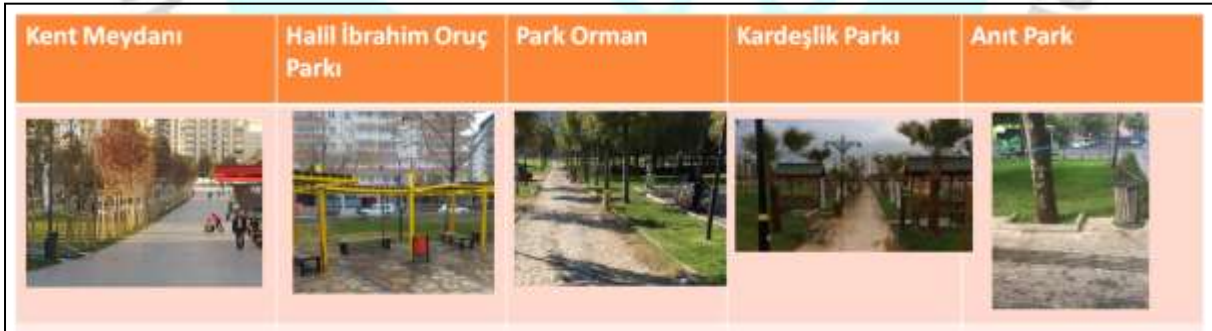 Kent Meydanı
Halil İbrahim Oruç
Parkı
Park Orman
Kardeşlik Parkı
Anıt Park